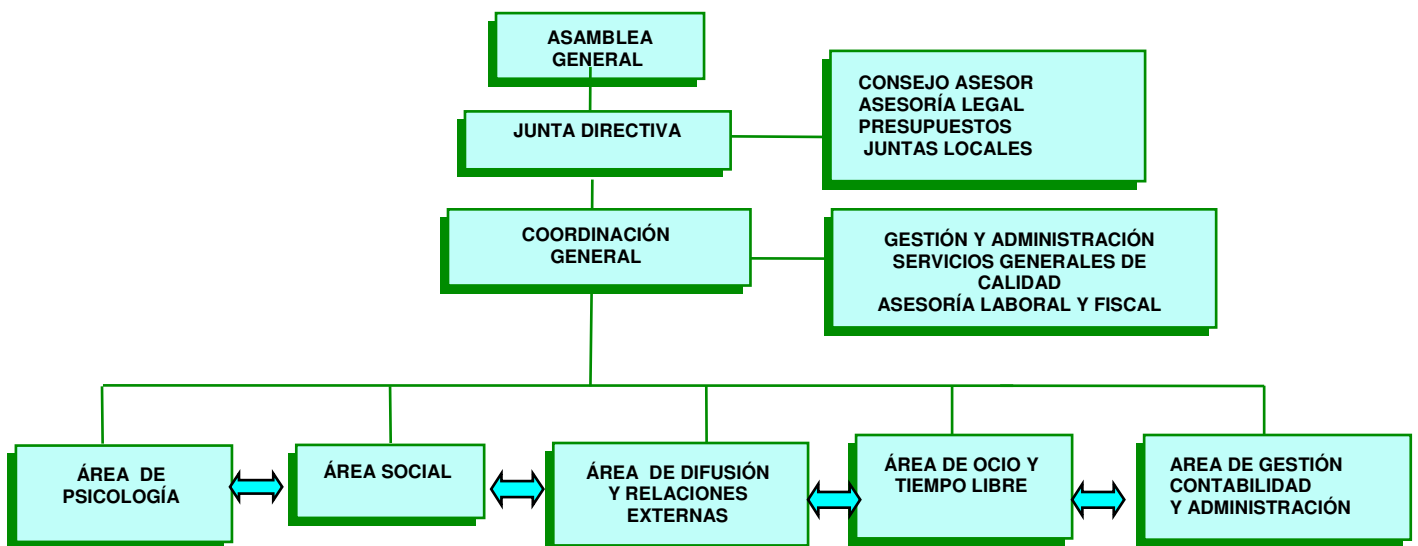 ASAMBLEA
GENERAL
CONSEJO ASESOR
ASESORÍA LEGAL
PRESUPUESTOS
JUNTAS LOCALES
JUNTA DIRECTIVA
COORDINACIÓN
GENERAL
GESTIÓN Y ADMINISTRACIÓN
SERVICIOS GENERALES DE
CALIDAD
ASESORÍA LABORAL Y FISCAL
ÁREA DE
PSICOLOGÍA
ÁREA SOCIAL
ÁREA DE DIFUSIÓN
Y RELACIONES
EXTERNAS
ÁREA DE OCIO Y
TIEMPO LIBRE
AREA DE GESTIÓN
CONTABILIDAD
Y ADMINISTRACIÓN